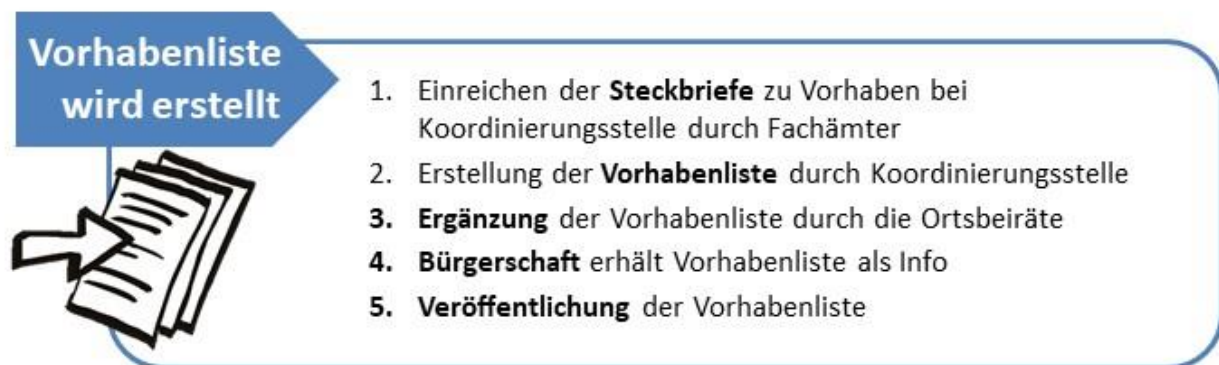 Vorhabenliste
wird erstellt
1. Einreichen der Steckbriefe zu Vorhaben bei
Koordinierungsstelle durch Fachämter
2. Erstellung der Vorhabenliste durch Koordinierungsstelle
3. Ergänzung der Vorhabenliste durch die Ortsbeiräte
4. Bürgerschaft erhält Vorhabenliste als Info
5. Veröffentlichung der Vorhabenliste